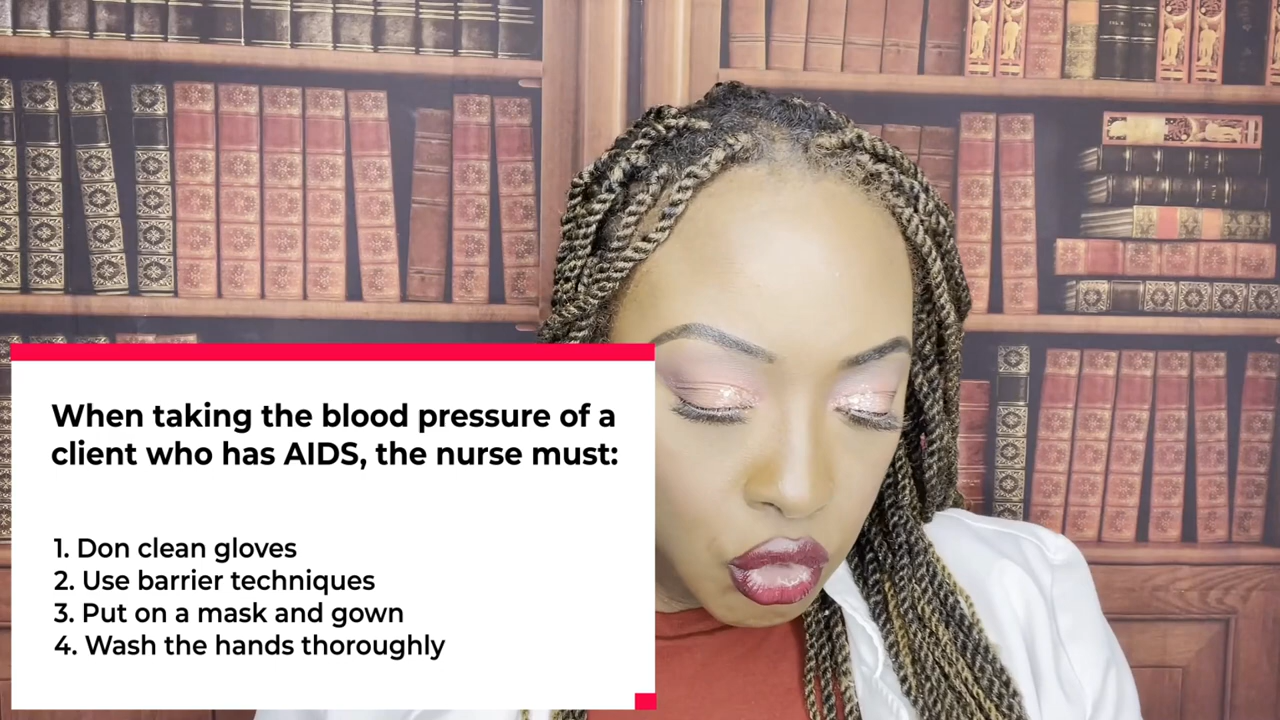 When taking the blood pressure of a
client who has AIDS, the nurse must:
1. Don clean gloves
2. Use barrier techniques
3. Put on a mask and gown
4. Wash the hands thoroughly